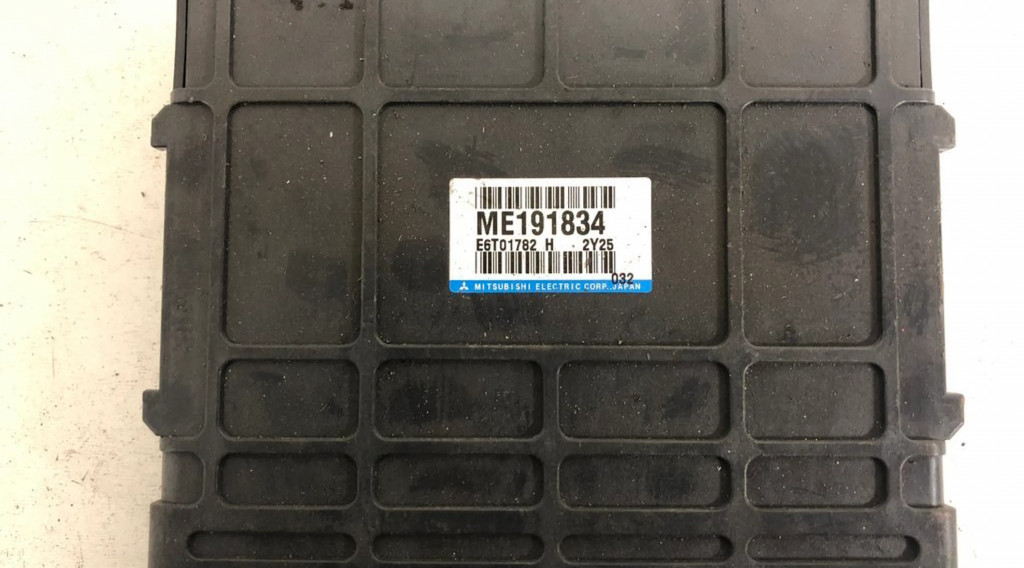 ME191834
E6T01782 H 2Y25
032
MITSUBISHI ELECTRIC CORP. JAPAN